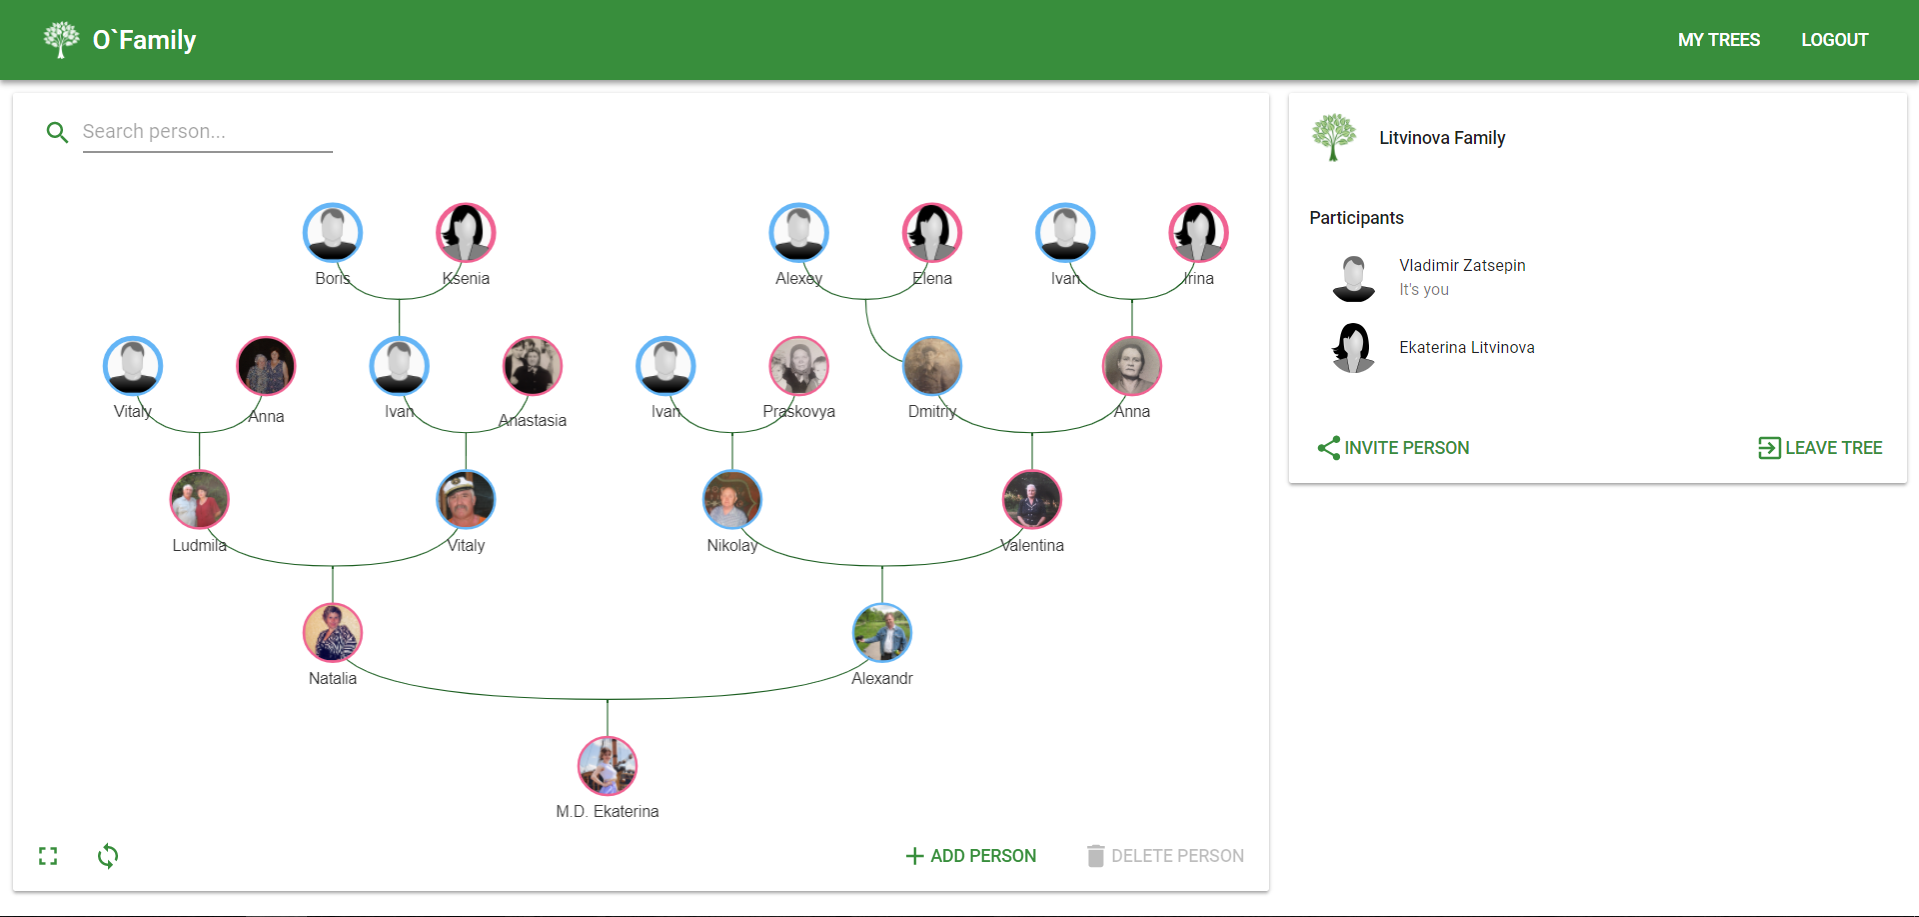 O`Family
MY TREES
LOGOUT
Search person...
Boris
Ksenia
Alexey
Elena
Ivan
Irina
Vitaly
Anna
Ivan
Anastasia
Ivan
Praskovya
Dmitriy
Anna
Ludmila
Vitaly
Nikolay
Valentina
Natalia
Alexandr
M.D. Ekaterina
ADD PERSON
DELETE PERSON
Litvinova Family
Participants
Vladimir Zatsepin
It's you
Ekaterina Litvinova
INVITE PERSON
LEAVE TREE